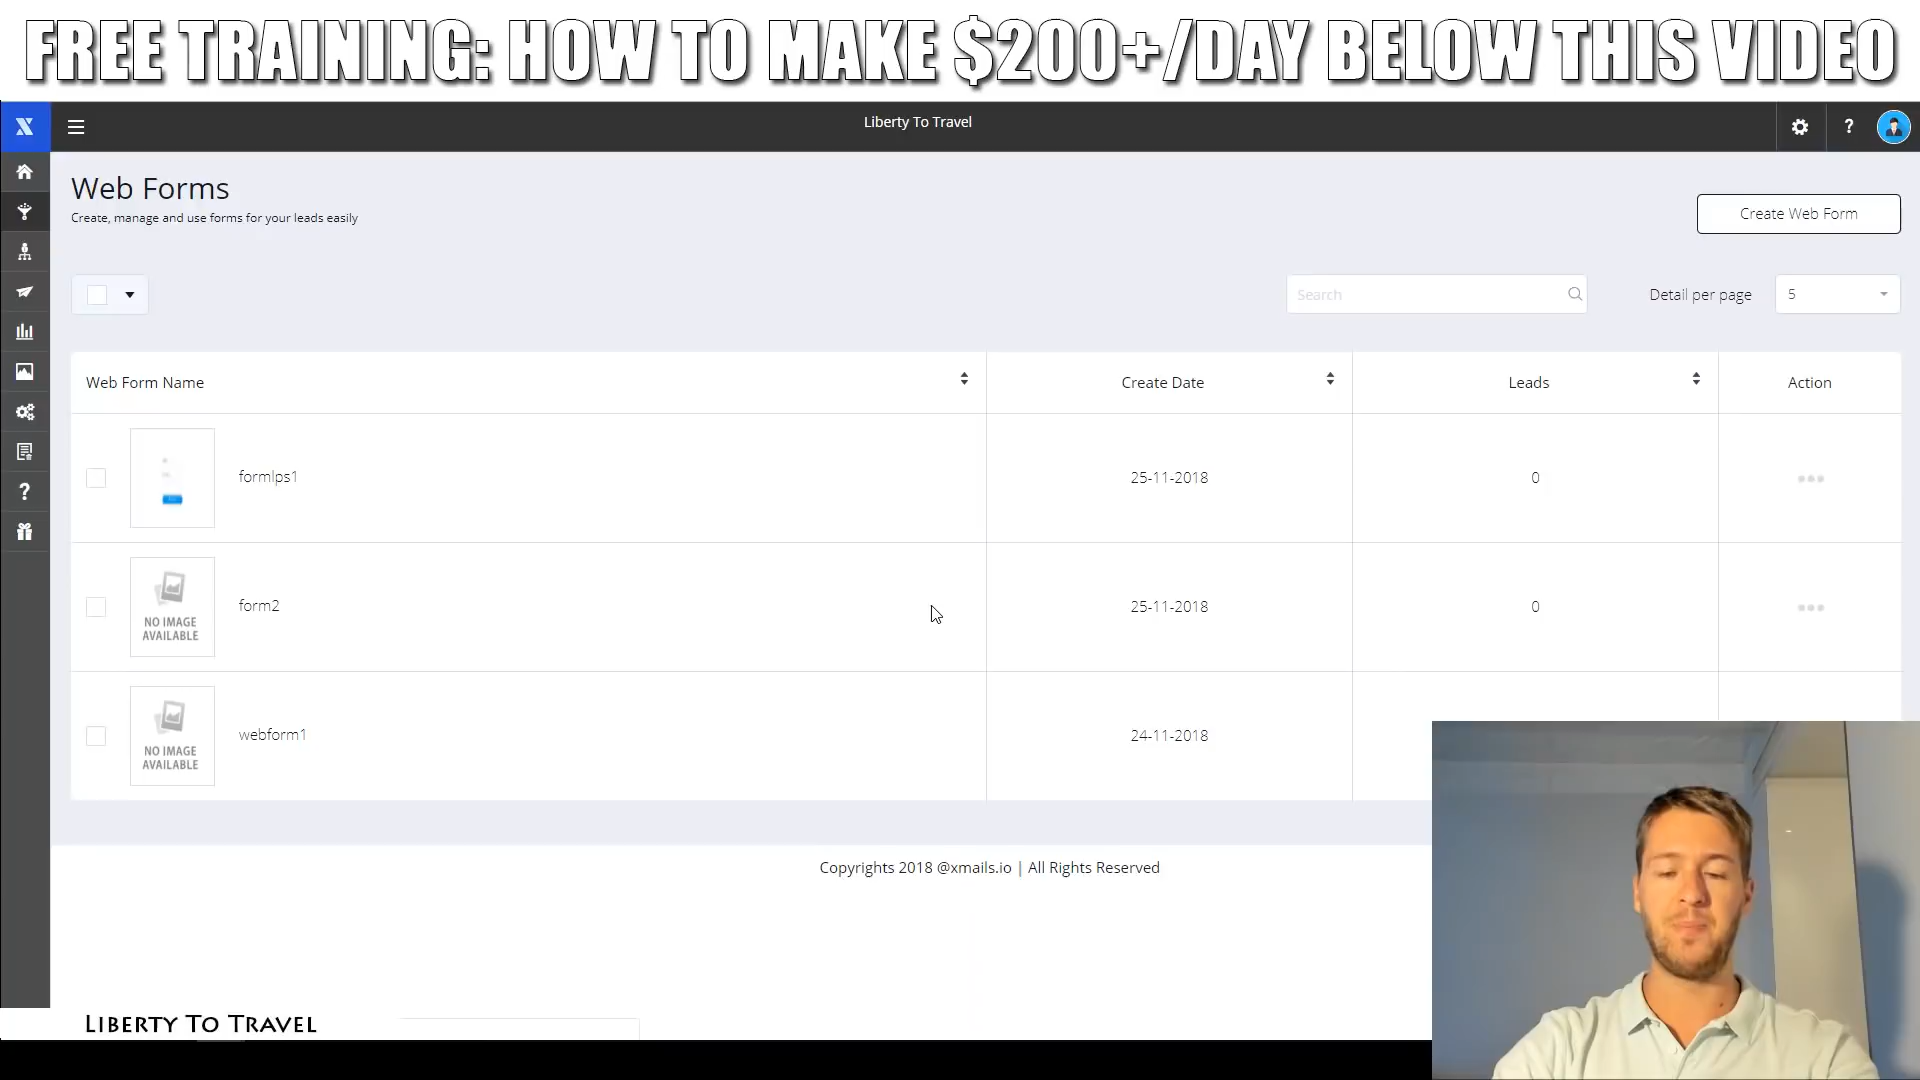 FREE TRAINING: HOW TO MAKE $200+/DAY BELOW THIS VIDEO
Liberty To Travel
?
Web Forms
Create, manage and use forms for your leads easily
Create Web Form
Search
Detail per page
5
Web Form Name
Create Date
Leads
Action
formlps1
25-11-2018
0
NO IMAGE
AVAILABLE
form2
25-11-2018
0
NO IMAGE
AVAILABLE
webform1
24-11-2018
?
Copyrights 2018 @xmails.io | All Rights Reserved
LIBERTY TO TRAVEL